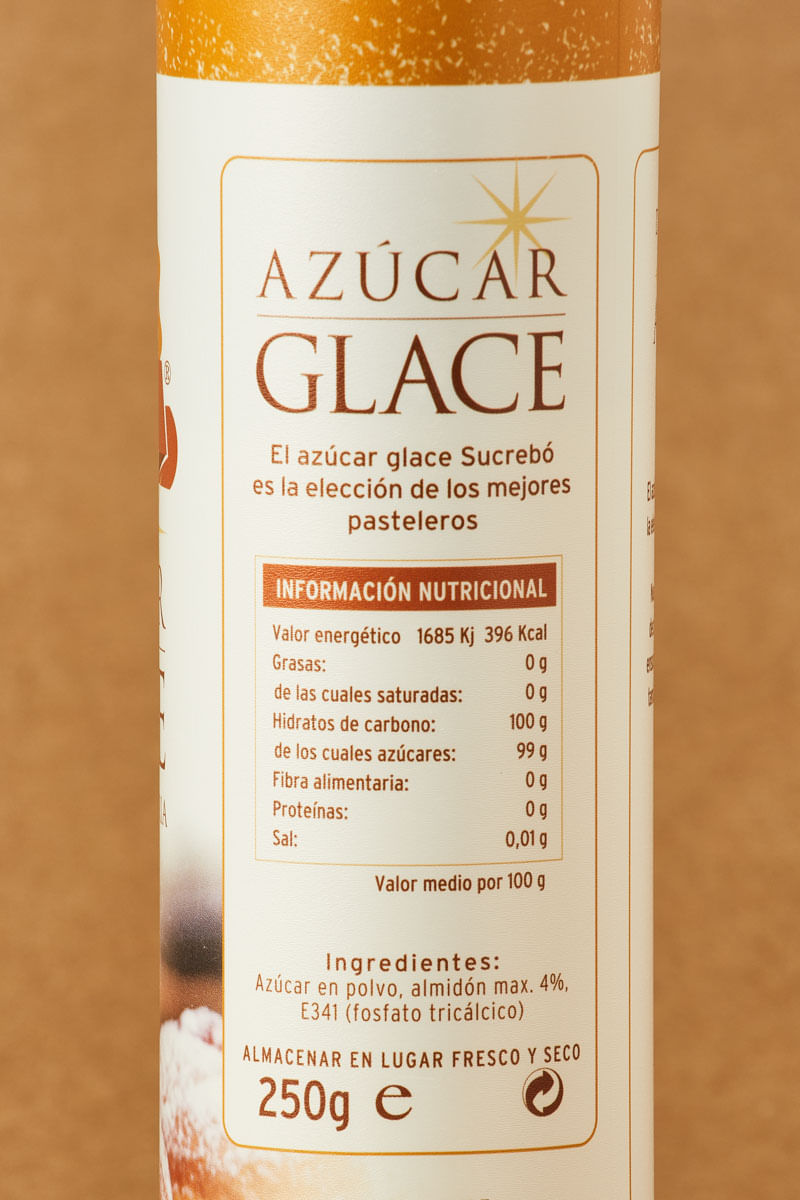 AZÚCAR
GLACE
El azúcar glace Sucrebó
es la elección de los mejores
pasteleros
INFORMACIÓN NUTRICIONAL
Valor energético 1685 Kj 396 Kcal
Grasas: 0 g
de las cuales saturadas: 0 g
Hidratos de carbono: 100 g
de los cuales azúcares: 99 g
Fibra alimentaria: 0 g
Proteínas: 0 g
Sal: 0,01 g
Valor medio por 100 g
Ingredientes:
Azúcar en polvo, almidón max. 4%,
E341 (fosfato tricálcico)
ALMACENAR EN LUGAR FRESCO Y SECO
250g ℮
®